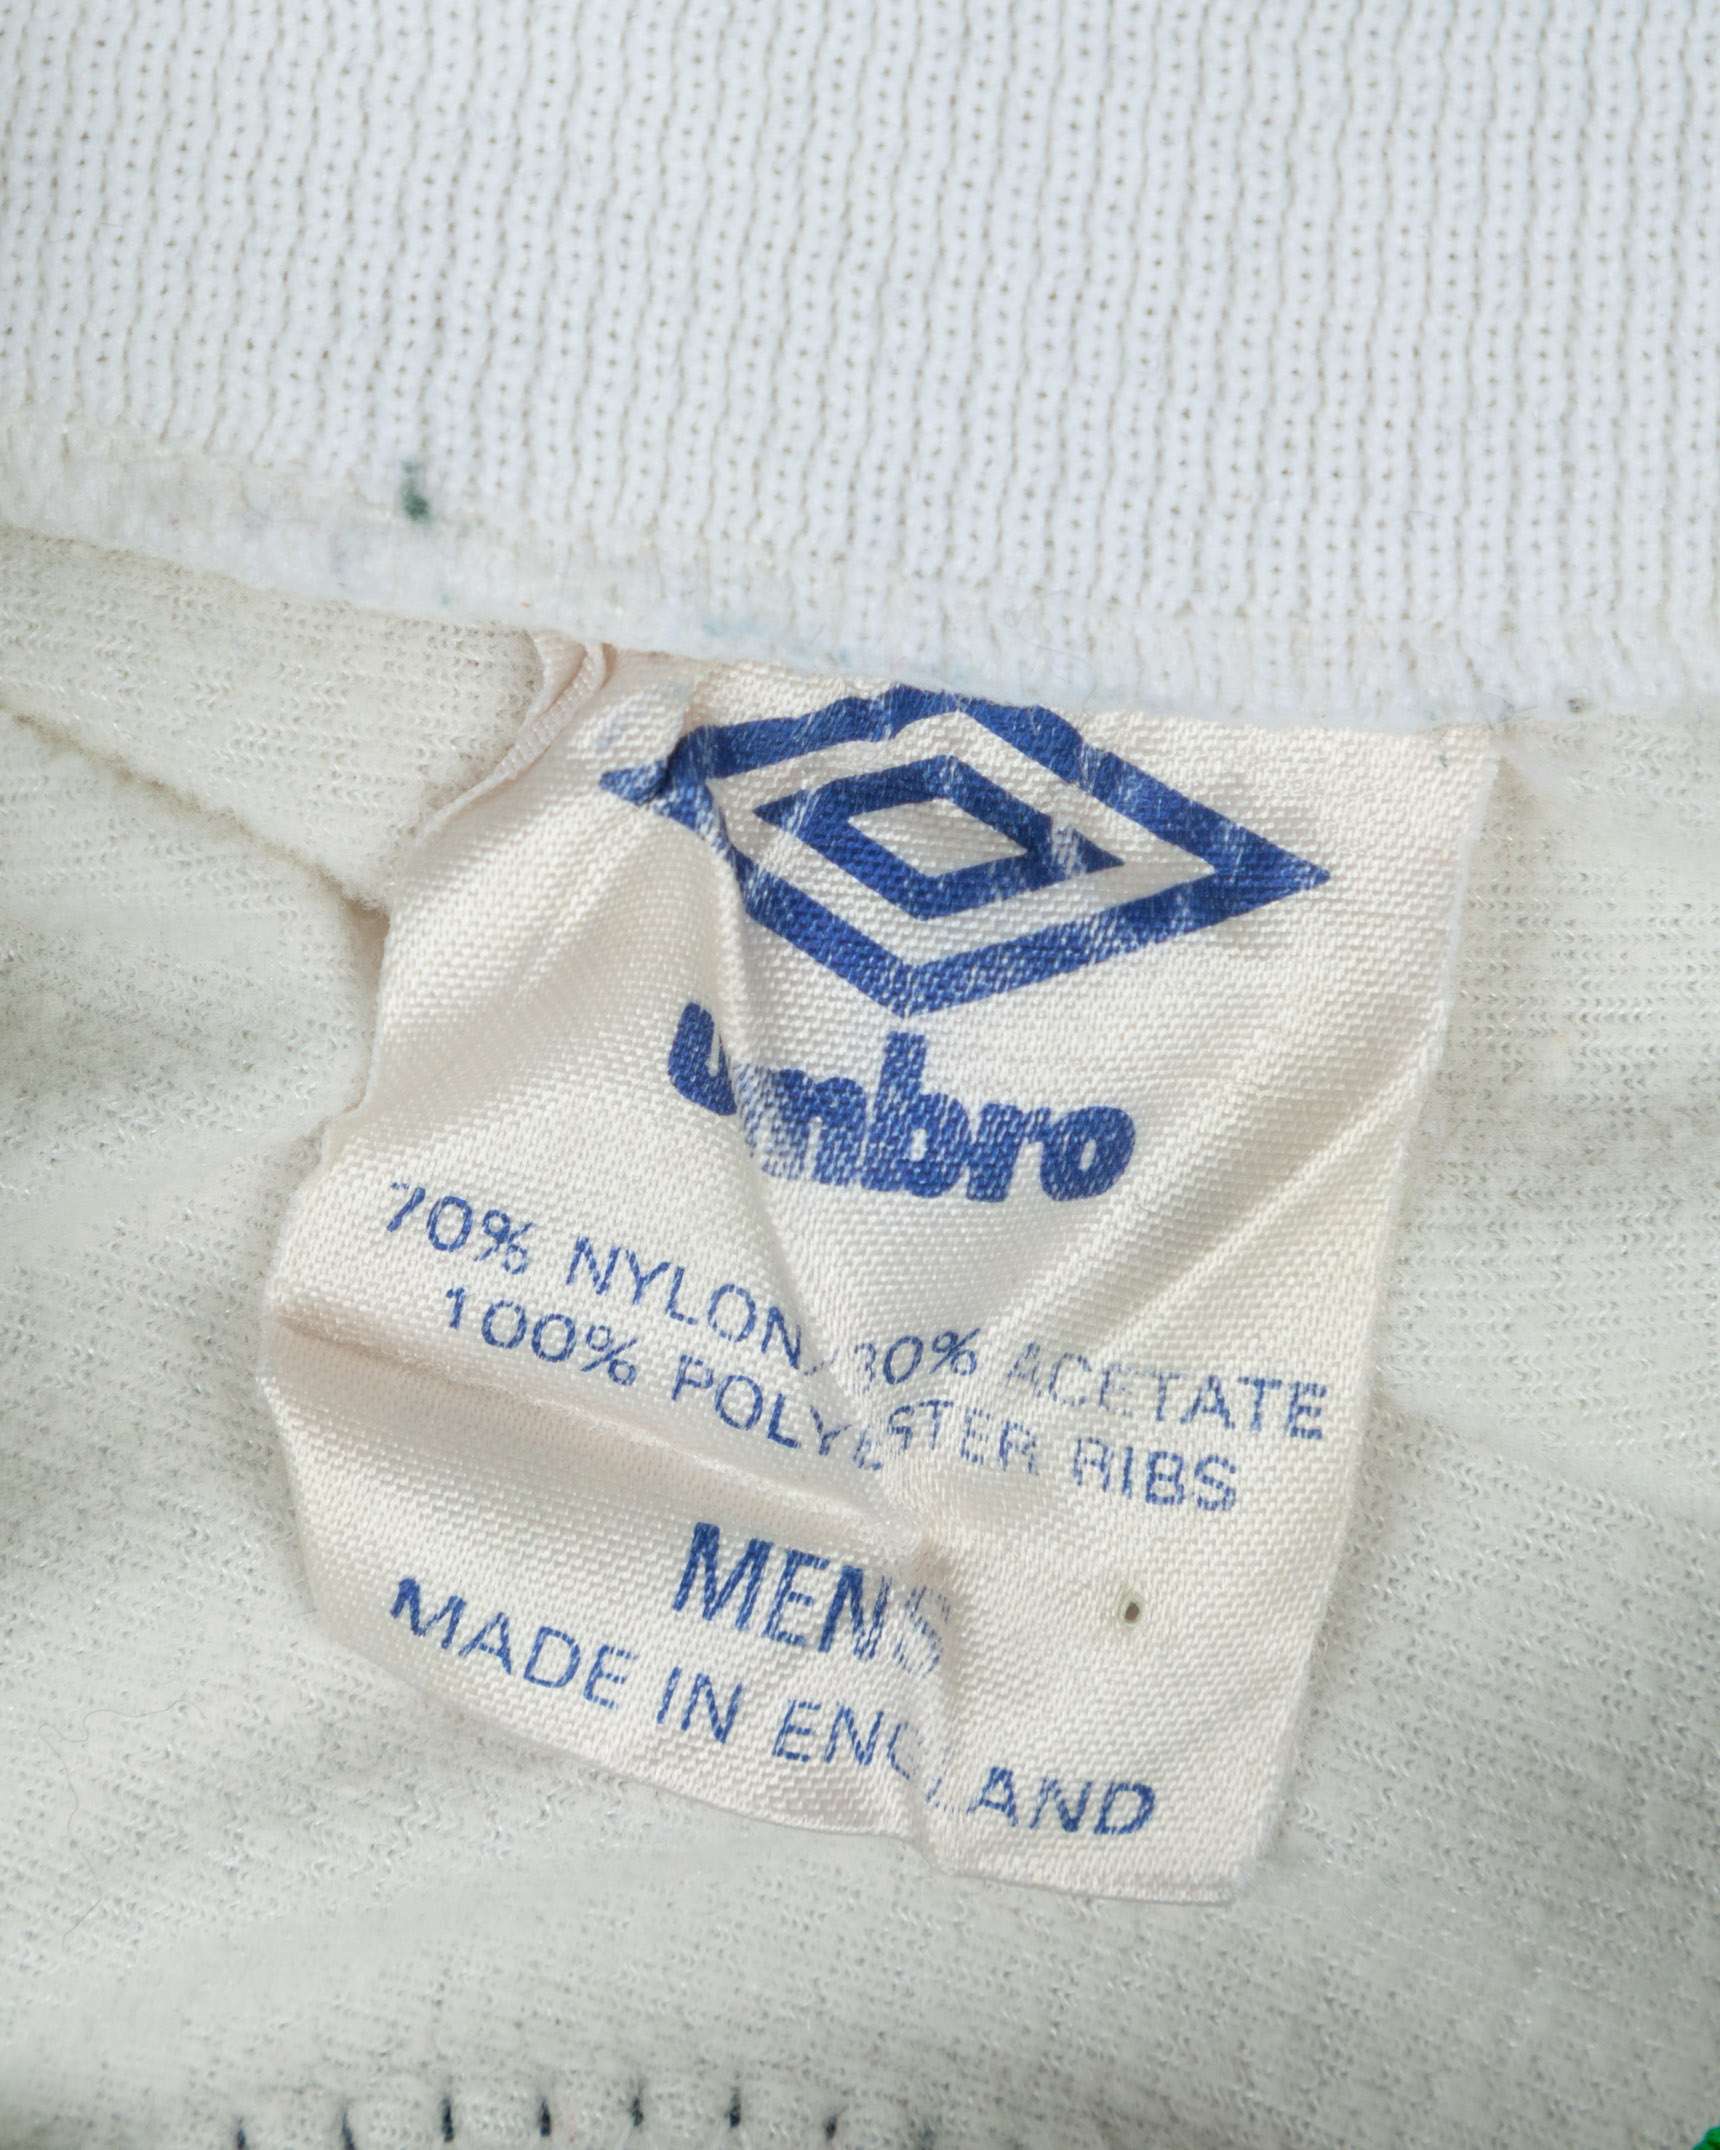 umbro
70% NYLON, 30% ACETATE
100% POLYESTER RIBS
MENS
MADE IN ENGLAND